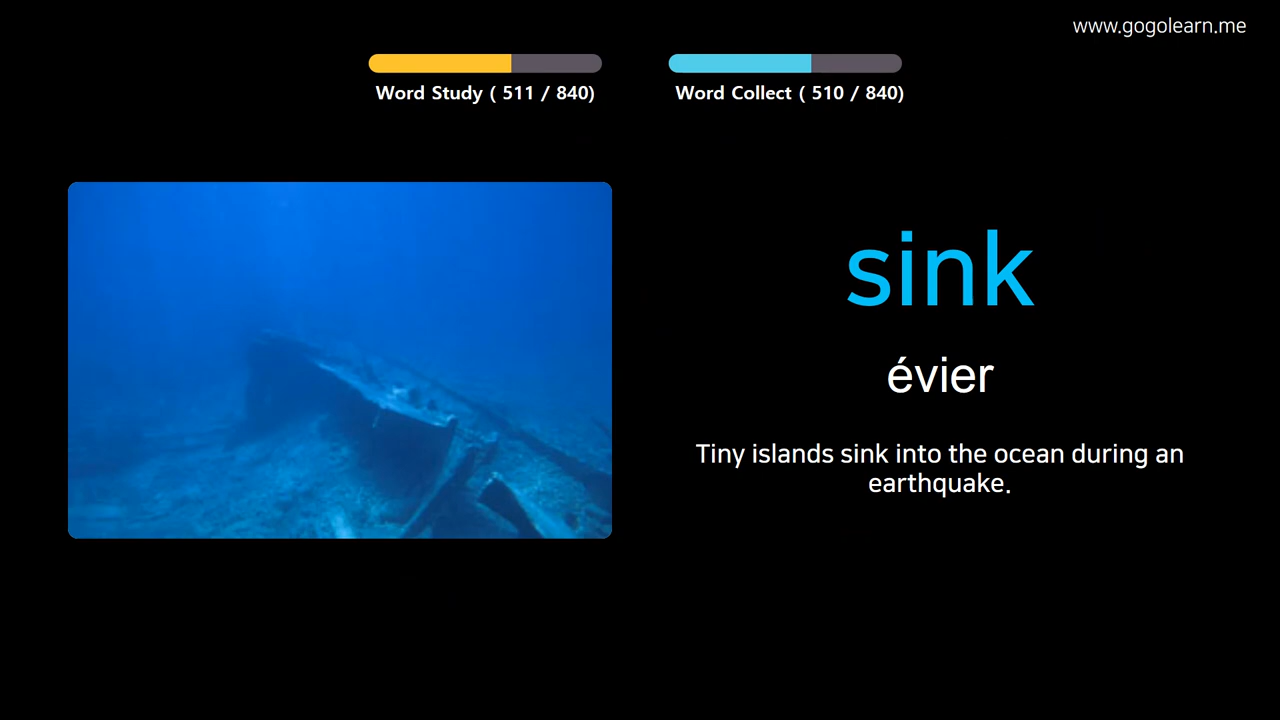 www.gogolearn.me
Word Study ( 511 / 840)
Word Collect ( 510 / 840)
sink
évier
Tiny islands sink into the ocean during an
earthquake.